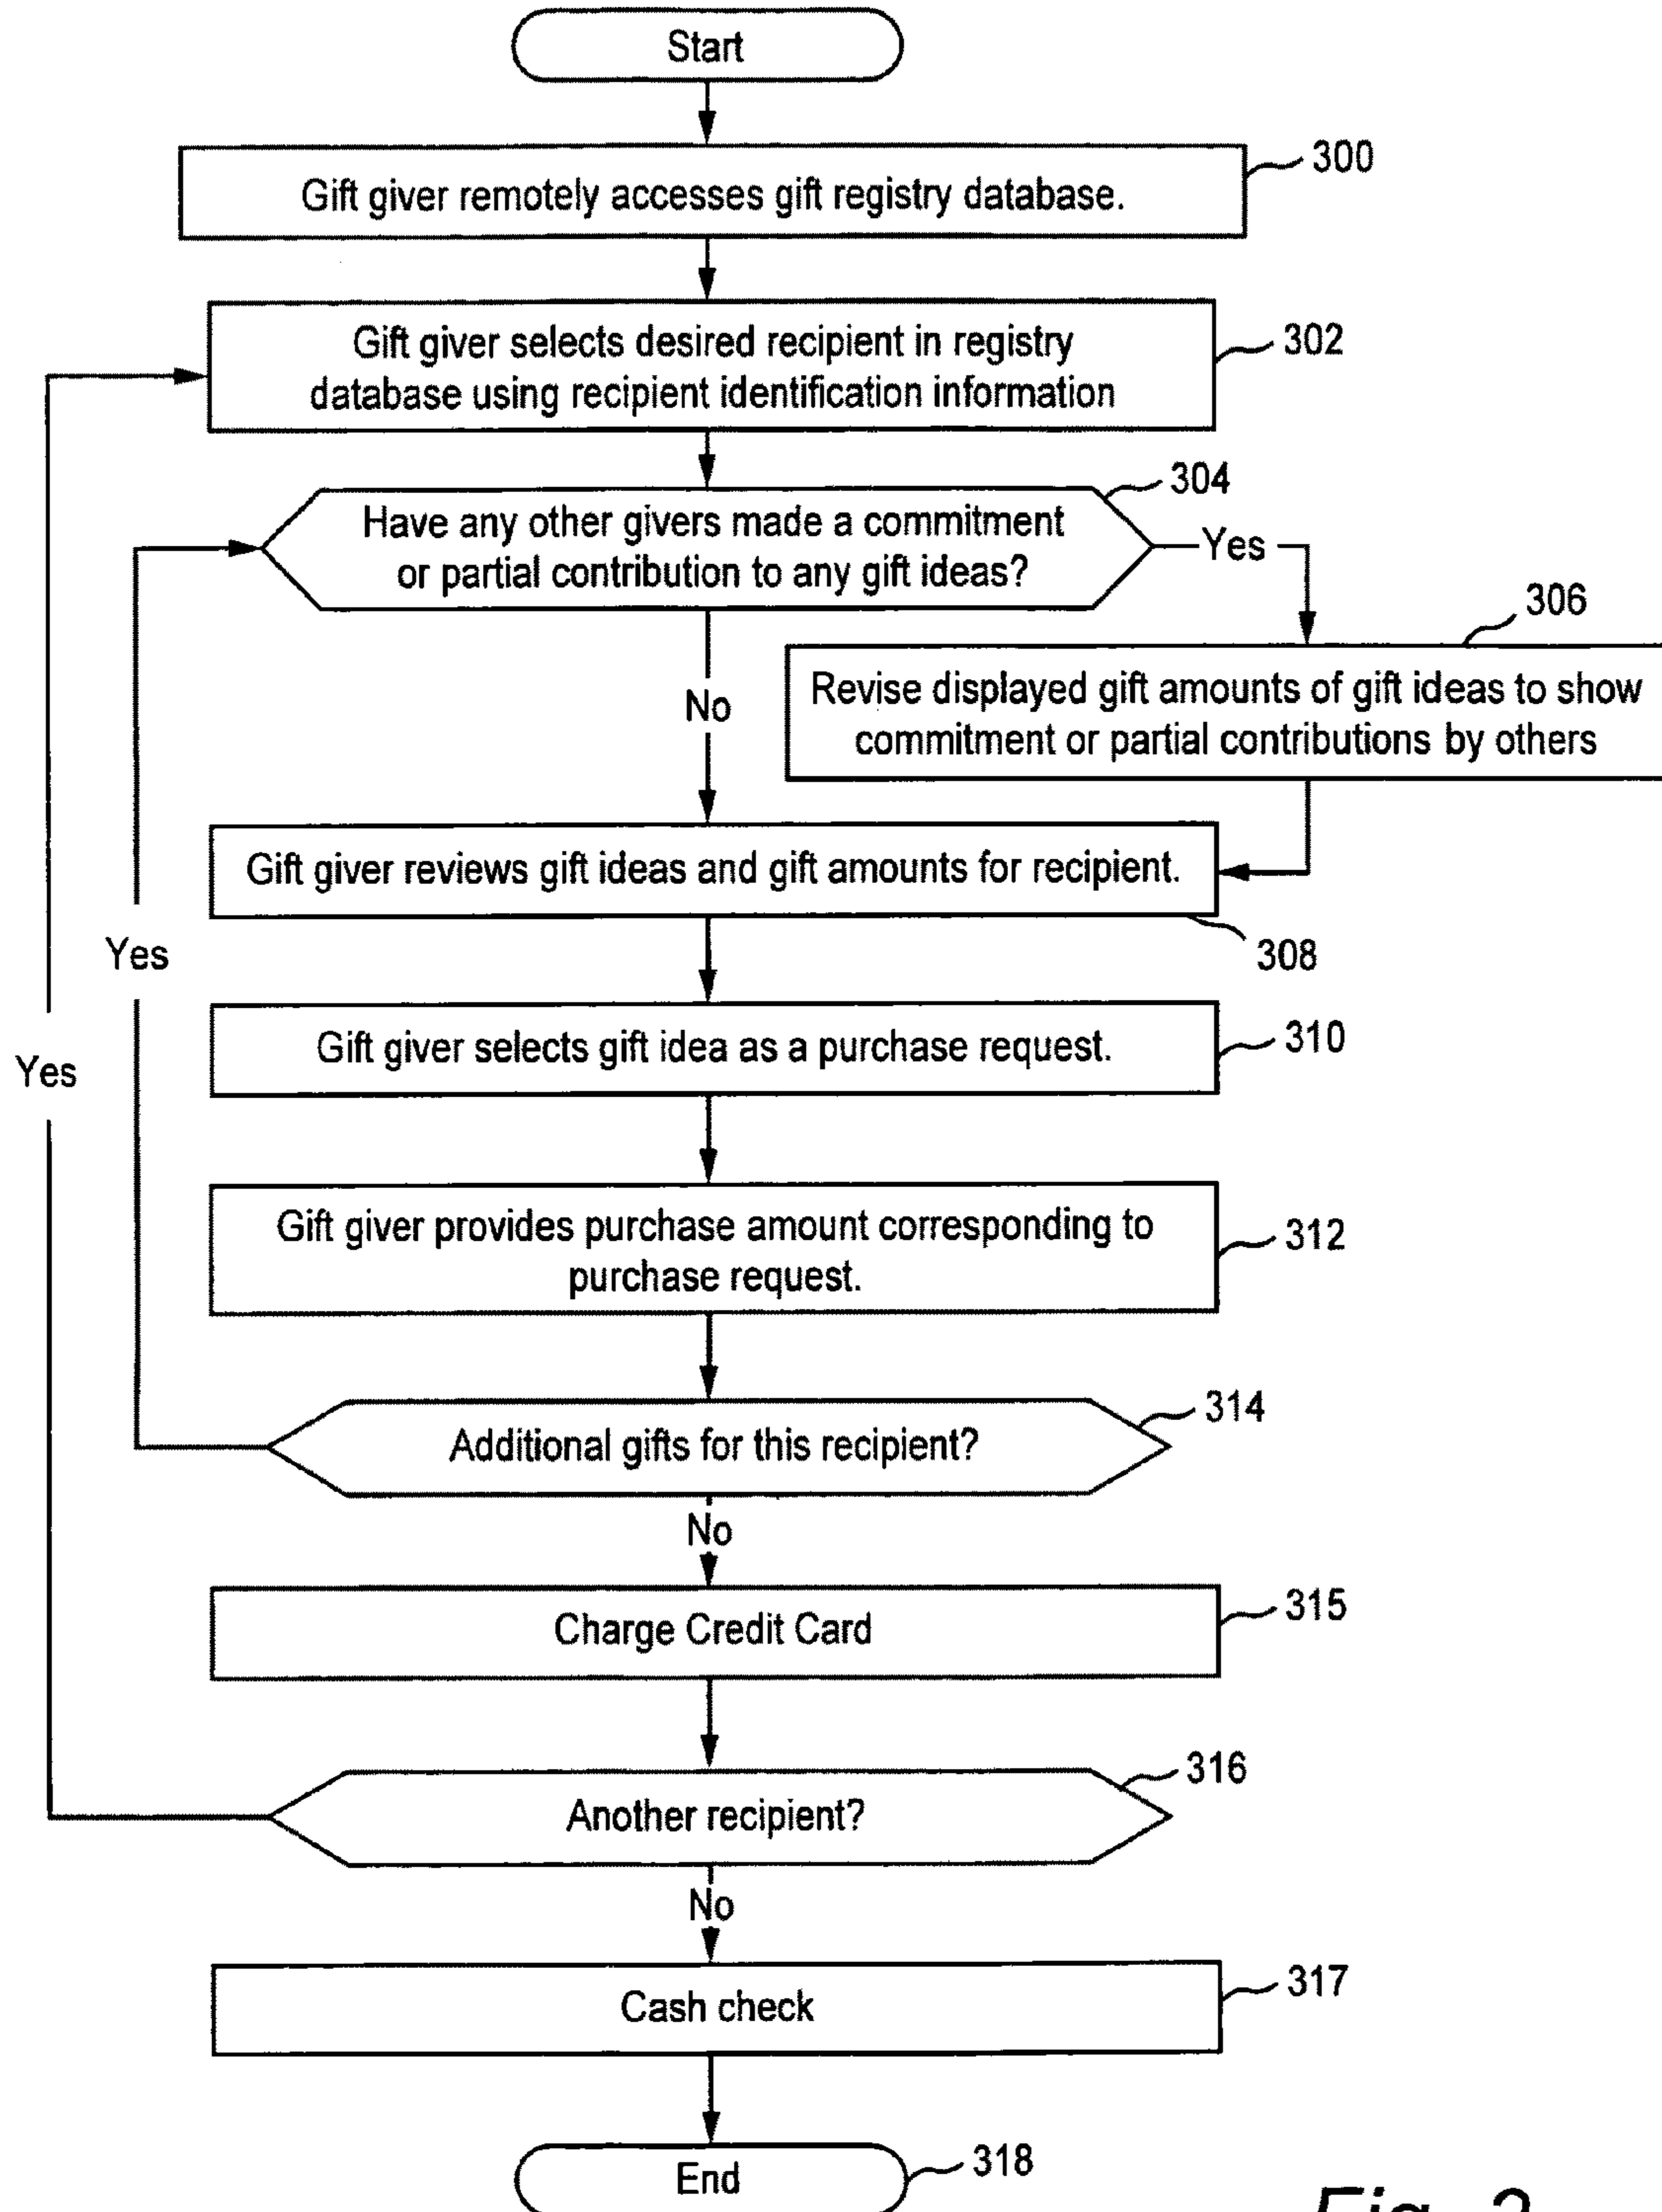 Start
300
Gift giver remotely accesses gift registry database.
302
Gift giver selects desired recipient in registry
database using recipient identification information
304
Have any other givers made a commitment
or partial contribution to any gift ideas?
Yes
306
Revise displayed gift amounts of gift ideas to show
commitment or partial contributions by others
No
Gift giver reviews gift ideas and gift amounts for recipient.
308
Yes
Gift giver selects gift idea as a purchase request.
310
Yes
Gift giver provides purchase amount corresponding to
purchase request.
312
314
Additional gifts for this recipient?
No
315
Charge Credit Card
316
Another recipient?
No
317
Cash check
318
End